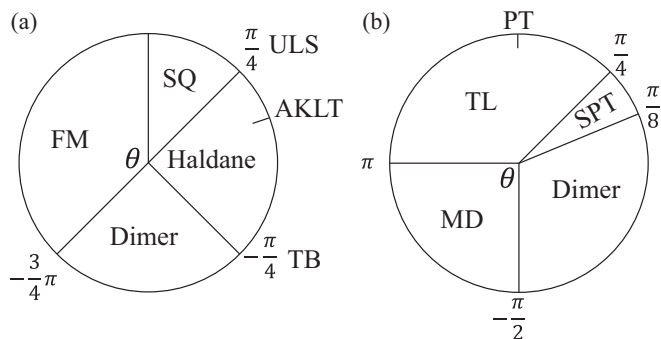 (a)
π/4 ULS
SQ
AKLT
FM
θ
Haldane
Dimer
-π/4 TB
-3/4π
(b)
PT
π/4
TL
SPT
π/8
π
θ
Dimer
MD
-π/2